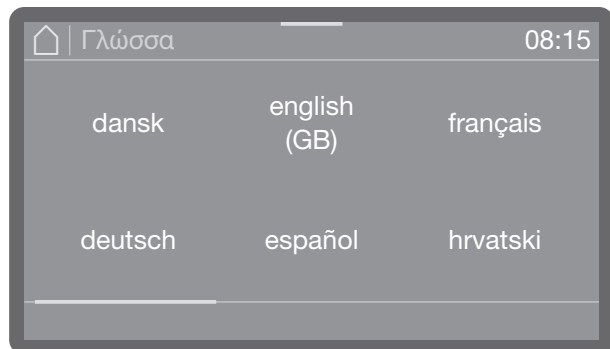 Γλώσσα 08:15
dansk
english
(GB)
français
deutsch
español
hrvatski